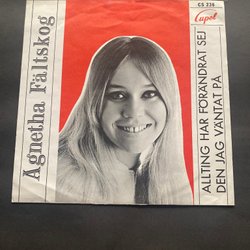 CS 238
Cupol
Agnetha Fältskog
ALLTING HAR FÖRÄNDRAT SEJ
DEN JAG VÄNTAT PÅ